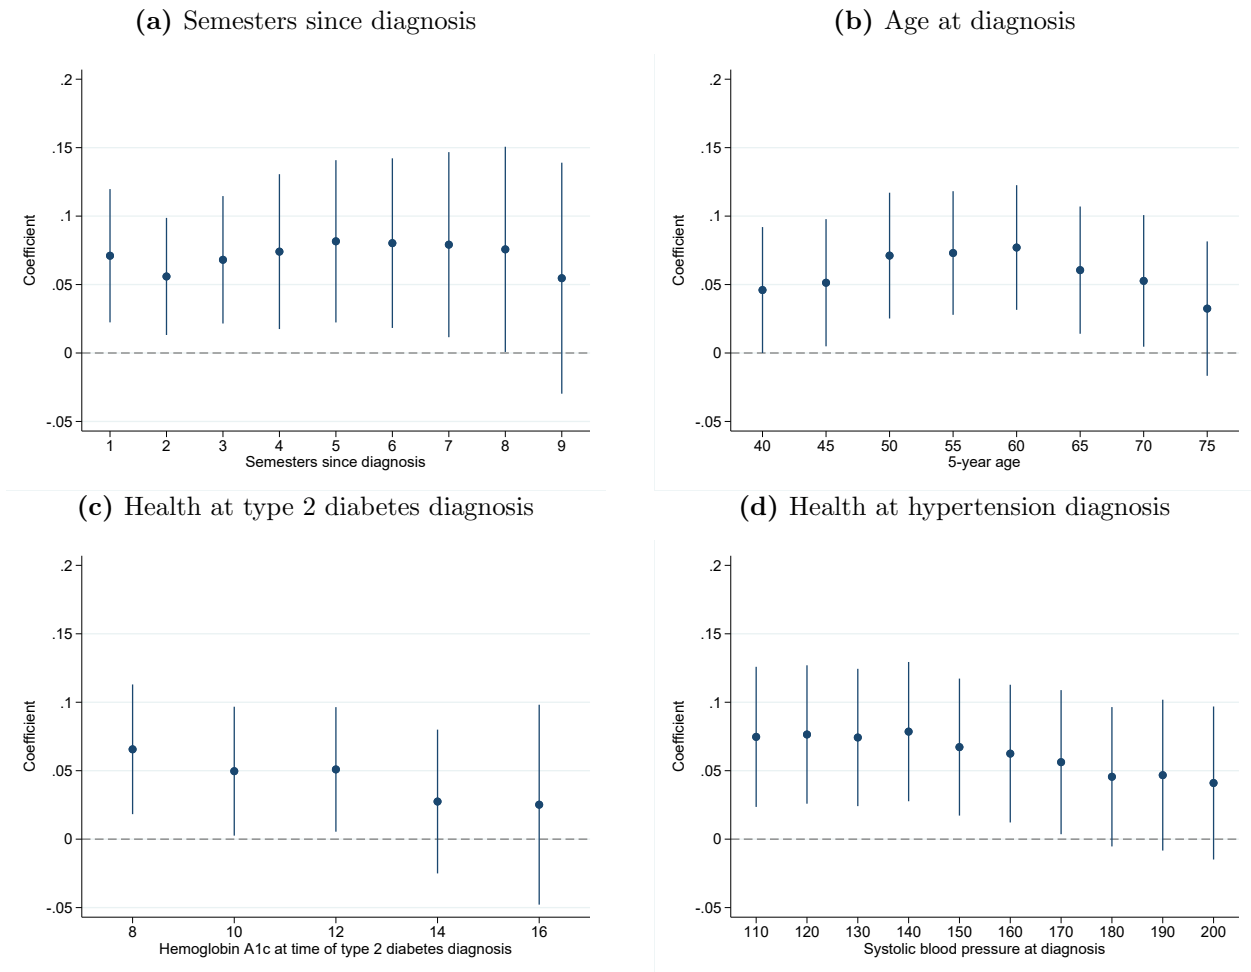 (a) Semesters since diagnosis
.2
.15
.1
.05
0
-.05
Coefficient
1 2 3 4 5 6 7 8 9
Semesters since diagnosis
(b) Age at diagnosis
.2
.15
.1
.05
0
-.05
Coefficient
40 45 50 55 60 65 70 75
5-year age
(c) Health at type 2 diabetes diagnosis
.2
.15
.1
.05
0
-.05
Coefficient
8 10 12 14 16
Hemoglobin A1c at time of type 2 diabetes diagnosis
(d) Health at hypertension diagnosis
.2
.15
.1
.05
0
-.05
Coefficient
110 120 130 140 150 160 170 180 190 200
Systolic blood pressure at diagnosis